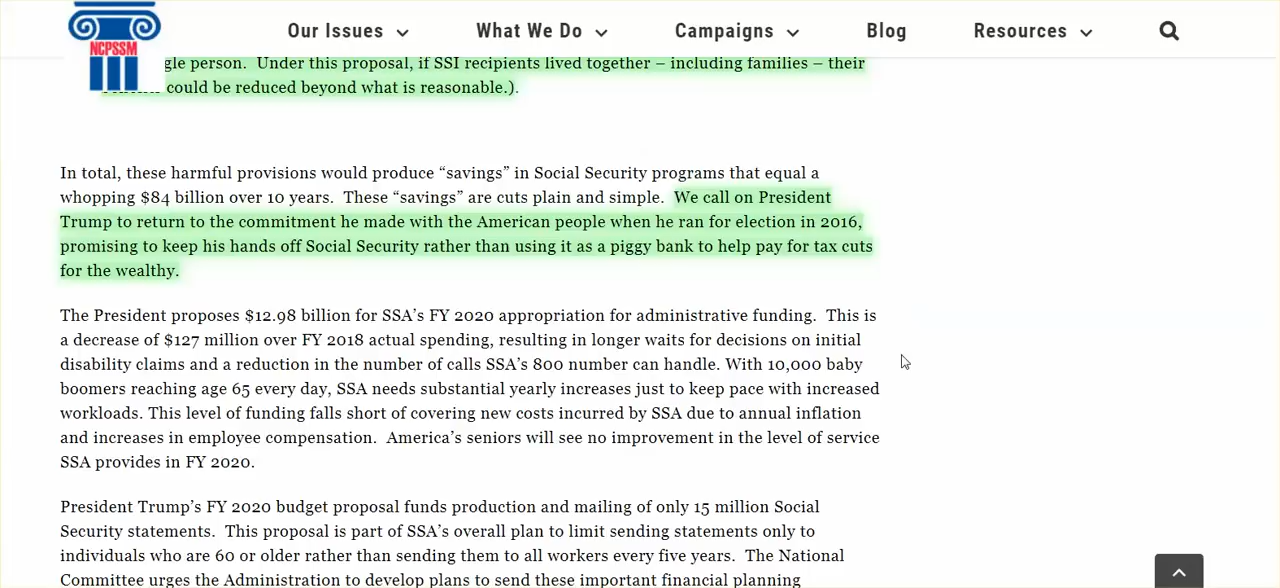 Our Issues
What We Do
Campaigns
Blog
Resources
NCPSSM
gle person. Under this proposal, if SSI recipients lived together – including families – their
could be reduced beyond what is reasonable.).
In total, these harmful provisions would produce “savings” in Social Security programs that equal a
whopping $84 billion over 10 years. These “savings” are cuts plain and simple. We call on President
Trump to return to the commitment he made with the American people when he ran for election in 2016,
promising to keep his hands off Social Security rather than using it as a piggy bank to help pay for tax cuts
for the wealthy.
The President proposes $12.98 billion for SSA’s FY 2020 appropriation for administrative funding. This is
a decrease of $127 million over FY 2018 actual spending, resulting in longer waits for decisions on initial
disability claims and a reduction in the number of calls SSA’s 800 number can handle. With 10,000 baby
boomers reaching age 65 every day, SSA needs substantial yearly increases just to keep pace with increased
workloads. This level of funding falls short of covering new costs incurred by SSA due to annual inflation
and increases in employee compensation. America’s seniors will see no improvement in the level of service
SSA provides in FY 2020.
President Trump’s FY 2020 budget proposal funds production and mailing of only 15 million Social
Security statements. This proposal is part of SSA’s overall plan to limit sending statements only to
individuals who are 60 or older rather than sending them to all workers every five years. The National
Committee urges the Administration to develop plans to send these important financial planning